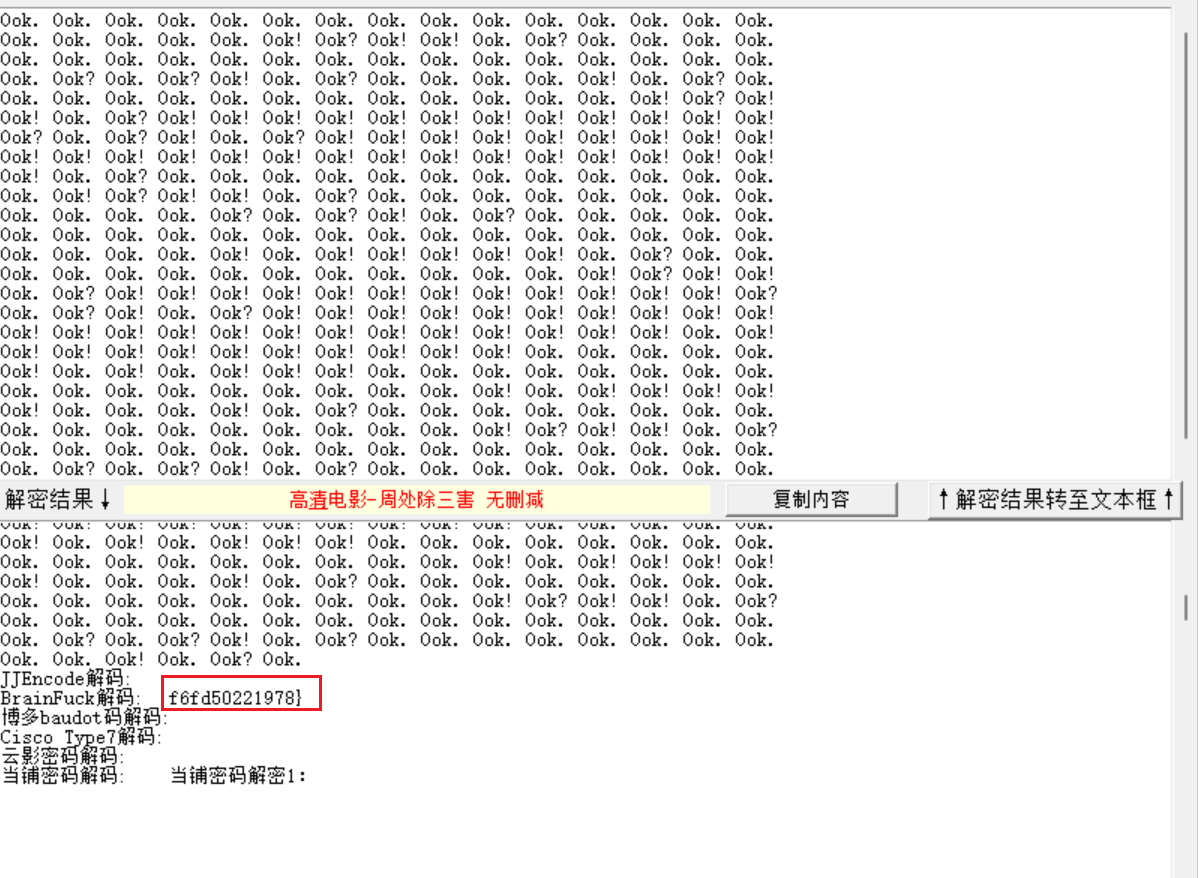 Ook. Ook. Ook. Ook. Ook. Ook. Ook. Ook. Ook. Ook. Ook. Ook. Ook. Ook. Ook.
Ook. Ook. Ook. Ook. Ook. Ook! Ook? Ook! Ook! Ook. Ook? Ook. Ook. Ook. Ook.
Ook. Ook. Ook. Ook. Ook. Ook. Ook. Ook. Ook. Ook. Ook. Ook. Ook. Ook. Ook.
Ook. Ook? Ook. Ook? Ook! Ook. Ook? Ook. Ook. Ook. Ook. Ook! Ook. Ook? Ook.
Ook. Ook. Ook. Ook. Ook. Ook. Ook. Ook. Ook. Ook. Ook. Ook. Ook! Ook? Ook!
Ook! Ook. Ook? Ook! Ook! Ook! Ook! Ook! Ook! Ook! Ook! Ook! Ook! Ook! Ook!
Ook? Ook. Ook? Ook! Ook. Ook? Ook! Ook! Ook! Ook! Ook! Ook! Ook! Ook! Ook!
Ook! Ook! Ook! Ook! Ook! Ook! Ook! Ook! Ook! Ook! Ook! Ook! Ook! Ook! Ook!
Ook! Ook. Ook? Ook. Ook. Ook. Ook. Ook. Ook. Ook. Ook. Ook. Ook. Ook. Ook.
Ook. Ook! Ook? Ook! Ook! Ook. Ook? Ook. Ook. Ook. Ook. Ook. Ook. Ook. Ook.
Ook. Ook. Ook. Ook. Ook? Ook. Ook? Ook! Ook. Ook? Ook. Ook. Ook. Ook. Ook.
Ook. Ook. Ook. Ook. Ook. Ook. Ook. Ook. Ook. Ook. Ook. Ook. Ook. Ook. Ook.
Ook. Ook. Ook. Ook. Ook! Ook. Ook! Ook! Ook! Ook! Ook! Ook. Ook? Ook. Ook.
Ook. Ook. Ook. Ook. Ook. Ook. Ook. Ook. Ook. Ook. Ook. Ook! Ook? Ook! Ook!
Ook. Ook? Ook! Ook! Ook! Ook! Ook! Ook! Ook! Ook! Ook! Ook! Ook! Ook! Ook?
Ook. Ook? Ook! Ook. Ook? Ook! Ook! Ook! Ook! Ook! Ook! Ook! Ook! Ook! Ook!
Ook! Ook! Ook! Ook! Ook! Ook! Ook! Ook! Ook! Ook! Ook! Ook! Ook! Ook! Ook!
Ook! Ook! Ook! Ook! Ook! Ook! Ook! Ook! Ook! Ook! Ook. Ook. Ook. Ook. Ook.
Ook! Ook! Ook! Ook! Ook! Ook! Ook! Ook. Ook. Ook. Ook. Ook. Ook. Ook. Ook.
Ook. Ook. Ook. Ook. Ook. Ook. Ook. Ook. Ook. Ook! Ook. Ook! Ook! Ook! Ook!
Ook! Ook. Ook. Ook. Ook! Ook. Ook? Ook. Ook. Ook. Ook. Ook. Ook. Ook. Ook.
Ook. Ook. Ook. Ook. Ook. Ook. Ook. Ook. Ook. Ook! Ook? Ook! Ook! Ook. Ook?
Ook. Ook. Ook. Ook. Ook. Ook. Ook. Ook. Ook. Ook. Ook. Ook. Ook. Ook. Ook.
Ook. Ook? Ook. Ook? Ook! Ook. Ook? Ook. Ook. Ook. Ook. Ook. Ook. Ook. Ook.
解密结果↓ 高清电影-周处除三害 无删减 复制内容 ↑解密结果转至文本框↑
Ook! Ook! Ook! Ook! Ook! Ook! Ook! Ook. Ook. Ook. Ook. Ook. Ook. Ook. Ook.
Ook. Ook. Ook. Ook. Ook. Ook. Ook. Ook. Ook. Ook! Ook. Ook! Ook! Ook! Ook!
Ook! Ook. Ook. Ook. Ook! Ook. Ook? Ook. Ook. Ook. Ook. Ook. Ook. Ook. Ook.
Ook. Ook. Ook. Ook. Ook. Ook. Ook. Ook. Ook. Ook! Ook? Ook! Ook! Ook. Ook?
Ook. Ook. Ook. Ook. Ook. Ook. Ook. Ook. Ook. Ook. Ook. Ook. Ook. Ook. Ook.
Ook. Ook? Ook. Ook? Ook! Ook. Ook? Ook. Ook. Ook. Ook. Ook. Ook. Ook. Ook.
Ook. Ook. Ook! Ook. Ook? Ook.
JJEncode解码:
BrainFuck解码: f6fd50221978}
博多baudot码解码:
Cisco Type7解码:
云影密码解码:
当铺密码解码: 当铺密码解密1: